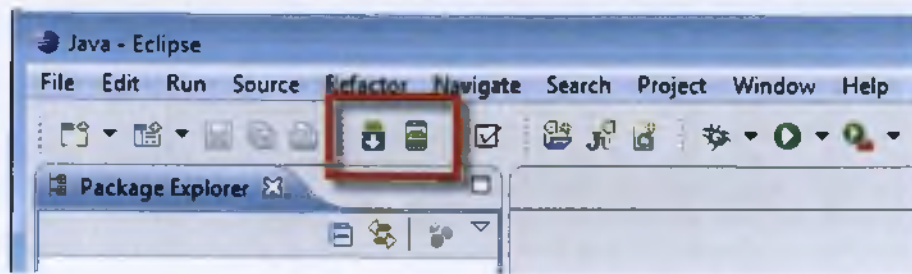 Java - Eclipse
File Edit Run Source Refactor Navigate Search Project Window Help
Package Explorer